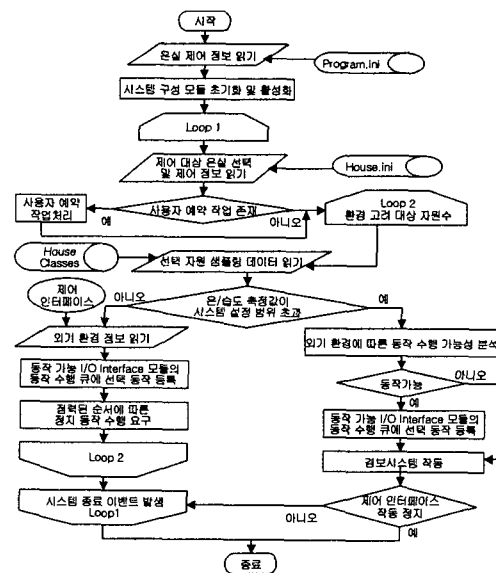 시작
온실 제어 정보 읽기
Program.ini
시스템 구성 모듈 초기화 및 활성화
Loop 1
제어 대상 온실 선택
및 제어 정보 읽기
House.ini
사용자 예약
작업처리
예
사용자 예약 작업 존재
아니오
Loop 2
환경 고려 대상 자원수
House
Classes
선택 자원 샘플링 데이터 읽기
제어
인터페이스
아니오
온/습도 측정값이
시스템 설정 범위 초과
예
외기 환경 정보 읽기
외기 환경에 따른 동작 수행 가능성 분석
동작 가능 I/O Interface 모듈의
동작 수행 큐에 선택 동작 등록
동작가능
아니오
예
점력된 순서에 따른
정지 동작 수행 요구
동작 가능 I/O Interface 모듈의
동작 수행 큐에 선택 동작 등록
Loop 2
경보시스템 작동
시스템 종료 이벤트 발생
Loop1
아니오
제어 인터페이스
작동 정지
예
종료